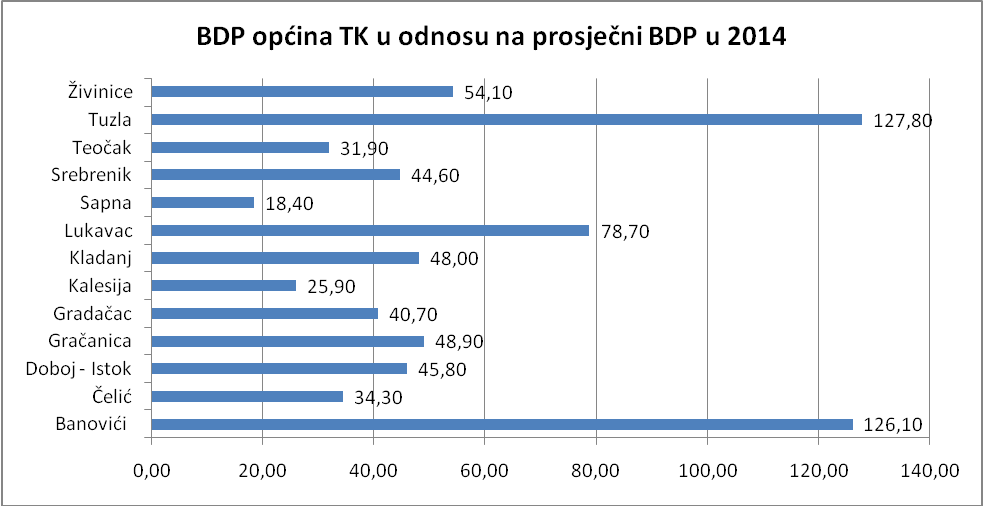 BDP općina TK u odnosu na prosječni BDP u 2014
Živinice 54,10
Tuzla 127,80
Teočak 31,90
Srebrenik 44,60
Sapna 18,40
Lukavac 78,70
Kladanj 48,00
Kalesija 25,90
Gradačac 40,70
Gračanica 48,90
Doboj - Istok 45,80
Čelić 34,30
Banovići 126,10
0,00 20,00 40,00 60,00 80,00 100,00 120,00 140,00